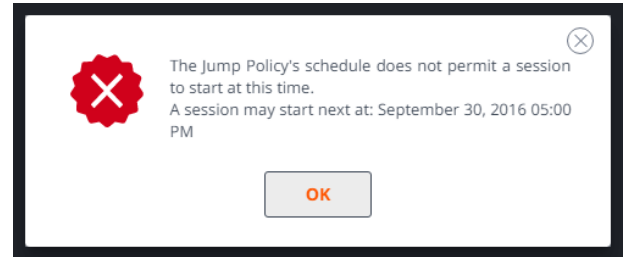 The Jump Policy's schedule does not permit a session
to start at this time.
A session may start next at: September 30, 2016 05:00
PM
OK